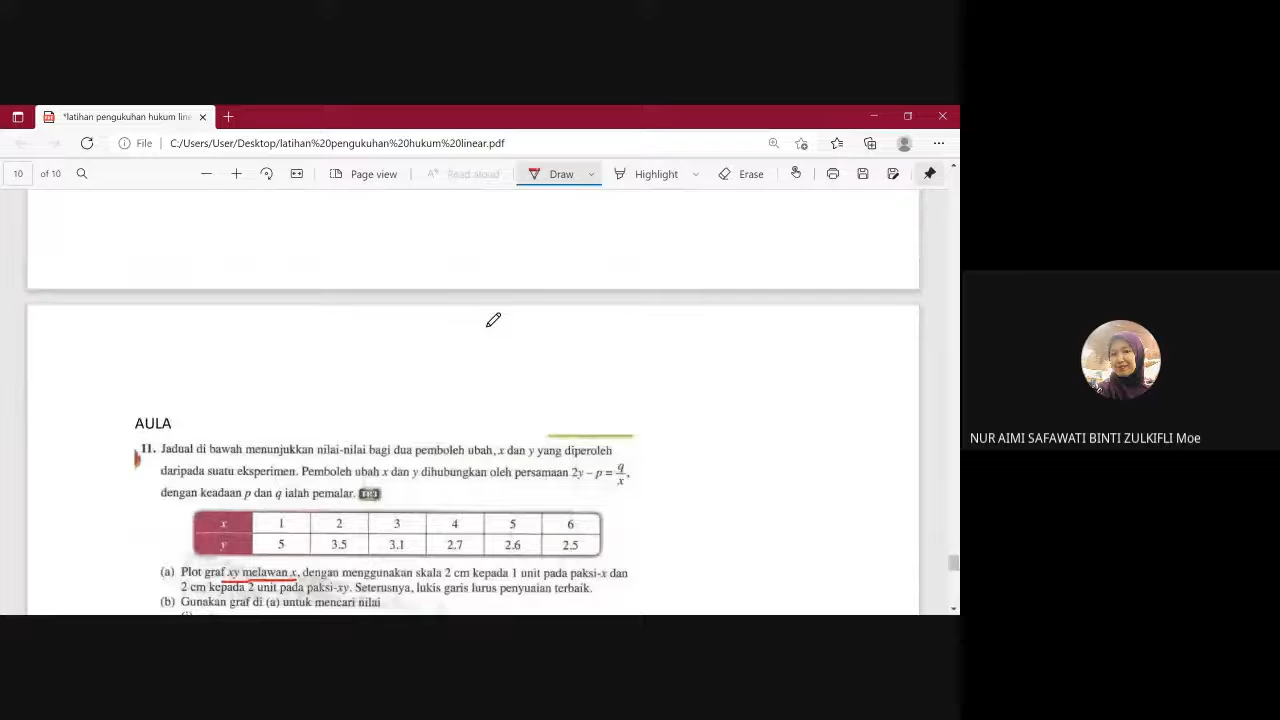 *latihan pengukuhan hukum line
File C:/Users/User/Desktop/latihan%20pengukuhan%20hukum%20linear.pdf
10 of 10 Page view Read aloud Draw Highlight Erase
AULA
11. Jadual di bawah menunjukkan nilai-nilai bagi dua pemboleh ubah, x dan y yang diperoleh
daripada suatu eksperimen. Pemboleh ubah x dan y dihubungkan oleh persamaan 2y – p = q/x,
dengan keadaan p dan q ialah pemalar.
x 1 2 3 4 5 6
y 5 3.5 3.1 2.7 2.6 2.5
(a) Plot graf xy melawan x, dengan menggunakan skala 2 cm kepada 1 unit pada paksi-x dan
2 cm kepada 2 unit pada paksi-xy. Seterusnya, lukis garis lurus penyuaian terbaik.
(b) Gunakan graf di (a) untuk mencari nilai
NUR AIMI SAFAWATI BINTI ZULKIFLI Moe